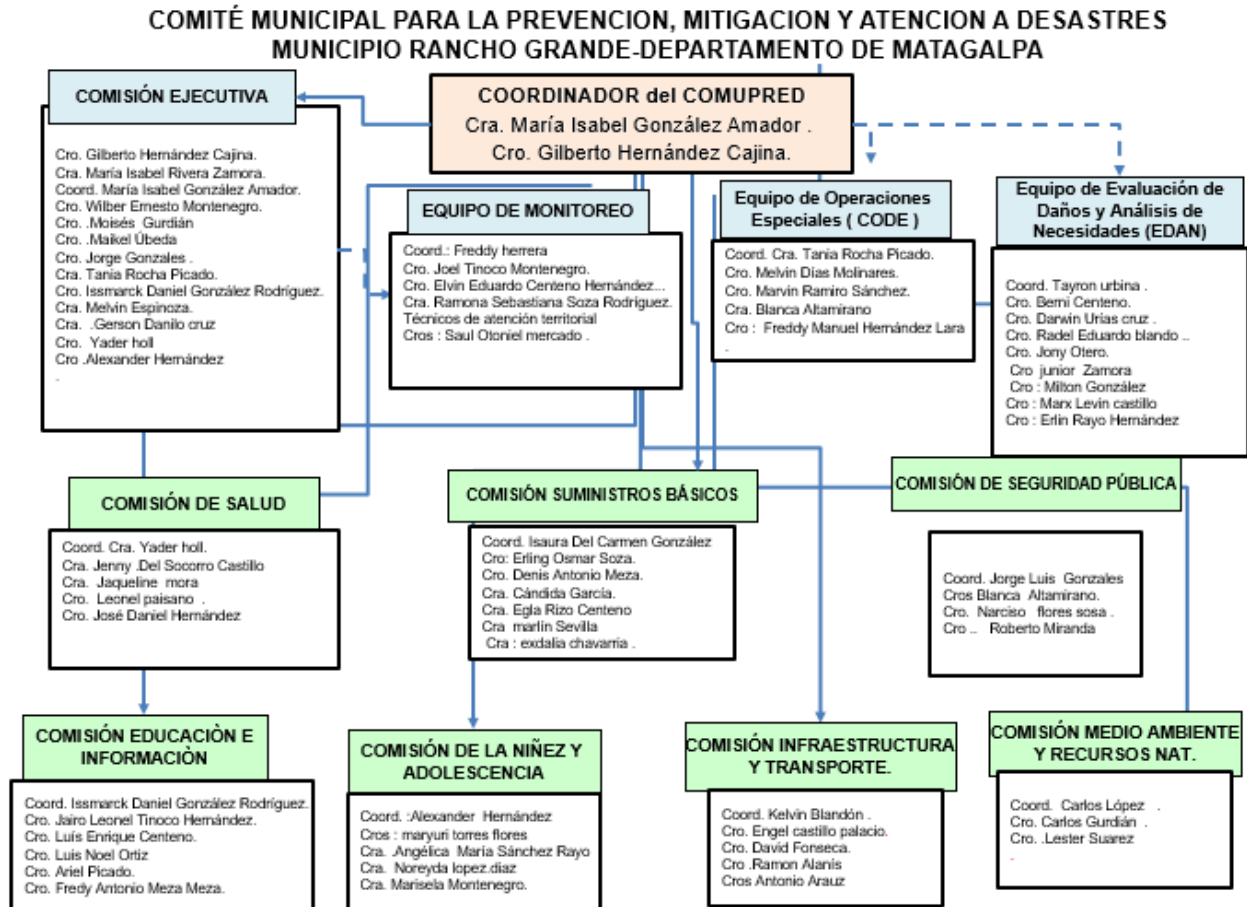 COMITÉ MUNICIPAL PARA LA PREVENCION, MITIGACION Y ATENCION A DESASTRES
MUNICIPIO RANCHO GRANDE-DEPARTAMENTO DE MATAGALPA
COORDINADOR del COMUPRED
Cra. María Isabel González Amador .
Cro. Gilberto Hernández Cajina.
COMISIÓN EJECUTIVA
Cro. Gilberto Hernández Cajina.
Cra. María Isabel Rivera Zamora.
Coord. María Isabel González Amador.
Cro. Wilber Ernesto Montenegro.
Cro. .Moisés Gurdián
Cro. .Maikel Úbeda
Cro. Jorge Gonzales .
Cra. Tania Rocha Picado.
Cro. Issmarck Daniel González Rodríguez.
Cra. Melvin Espinoza.
Cra. .Gerson Danilo cruz
Cro. Yader holl
Cro .Alexander Hernández
.
EQUIPO DE MONITOREO
Coord.: Freddy herrera
Cro. Joel Tinoco Montenegro.
Cro. Elvin Eduardo Centeno Hernández...
Cra. Ramona Sebastiana Soza Rodríguez.
Técnicos de atención territorial
Cros : Saul Otoniel mercado .
Equipo de Operaciones
Especiales ( CODE )
Coord. Cra. Tania Rocha Picado.
Cro. Melvin Días Molinares.
Cro. Marvin Ramiro Sánchez.
Cra. Blanca Altamirano
Cro : Freddy Manuel Hernández Lara
.
Equipo de Evaluación de
Daños y Análisis de
Necesidades (EDAN)
Coord. Tayron urbina .
Cro. Berni Centeno.
Cro. Darwin Urias cruz .
Cro. Radel Eduardo blando ..
Cro. Jony Otero.
Cro junior Zamora
Cro : Milton González
Cro : Marx Levin castillo
Cro : Erlin Rayo Hernández
COMISIÓN DE SALUD
Coord. Cra. Yader holl.
Cra. Jenny .Del Socorro Castillo
Cra. Jaqueline mora
Cro. Leonel paisano .
Cro. José Daniel Hernández
COMISIÓN SUMINISTROS BÁSICOS
Coord. Isaura Del Carmen González
Cro: Erling Osmar Soza.
Cro. Denis Antonio Meza.
Cra. Cándida García.
Cra. Egla Rizo Centeno
Cra marlín Sevilla
Cra : exdalia chavarria .
COMISIÓN DE SEGURIDAD PÚBLICA
Coord. Jorge Luis Gonzales
Cros Blanca Altamirano.
Cro. Narciso flores sosa .
Cro .. Roberto Miranda
COMISIÓN EDUCACIÒN E
INFORMACIÒN
Coord. Issmarck Daniel González Rodríguez.
Cro. Jairo Leonel Tinoco Hernández.
Cro. Luís Enrique Centeno.
Cro. Luis Noel Ortiz
Cro. Ariel Picado.
Cro. Fredy Antonio Meza Meza.
COMISIÓN DE LA NIÑEZ Y
ADOLESCENCIA
Coord. :Alexander Hernández
Cros : maryuri torres flores
Cra. .Angélica María Sánchez Rayo
Cra. Noreyda lopez.diaz
Cra. Marisela Montenegro.
COMISIÓN INFRAESTRUCTURA
Y TRANSPORTE.
Coord. Kelvin Blandón .
Cro. Engel castillo palacio.
Cro. David Fonseca.
Cro .Ramon Alanís
Cros Antonio Arauz
COMISIÓN MEDIO AMBIENTE
Y RECURSOS NAT.
Coord. Carlos López .
Cro. Carlos Gurdián .
Cro. .Lester Suarez
.